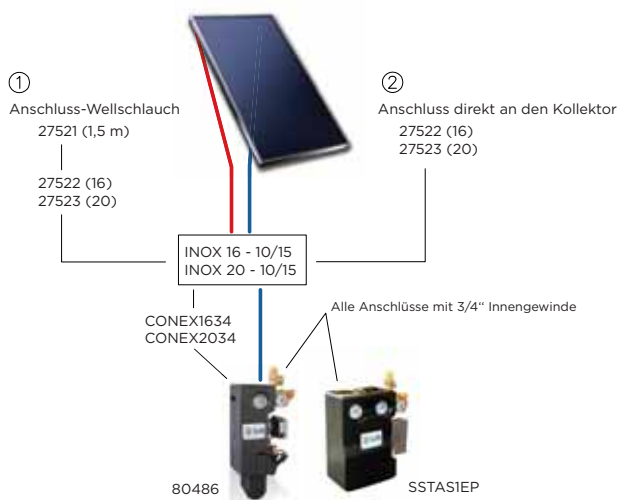 ①
Anschluss-Wellschlauch
27521 (1,5 m)
27522 (16)
27523 (20)
②
Anschluss direkt an den Kollektor
27522 (16)
27523 (20)
INOX 16 - 10/15
INOX 20 - 10/15
CONEX1634
CONEX2034
Alle Anschlüsse mit 3/4“ Innengewinde
80486
SSTAS1EP